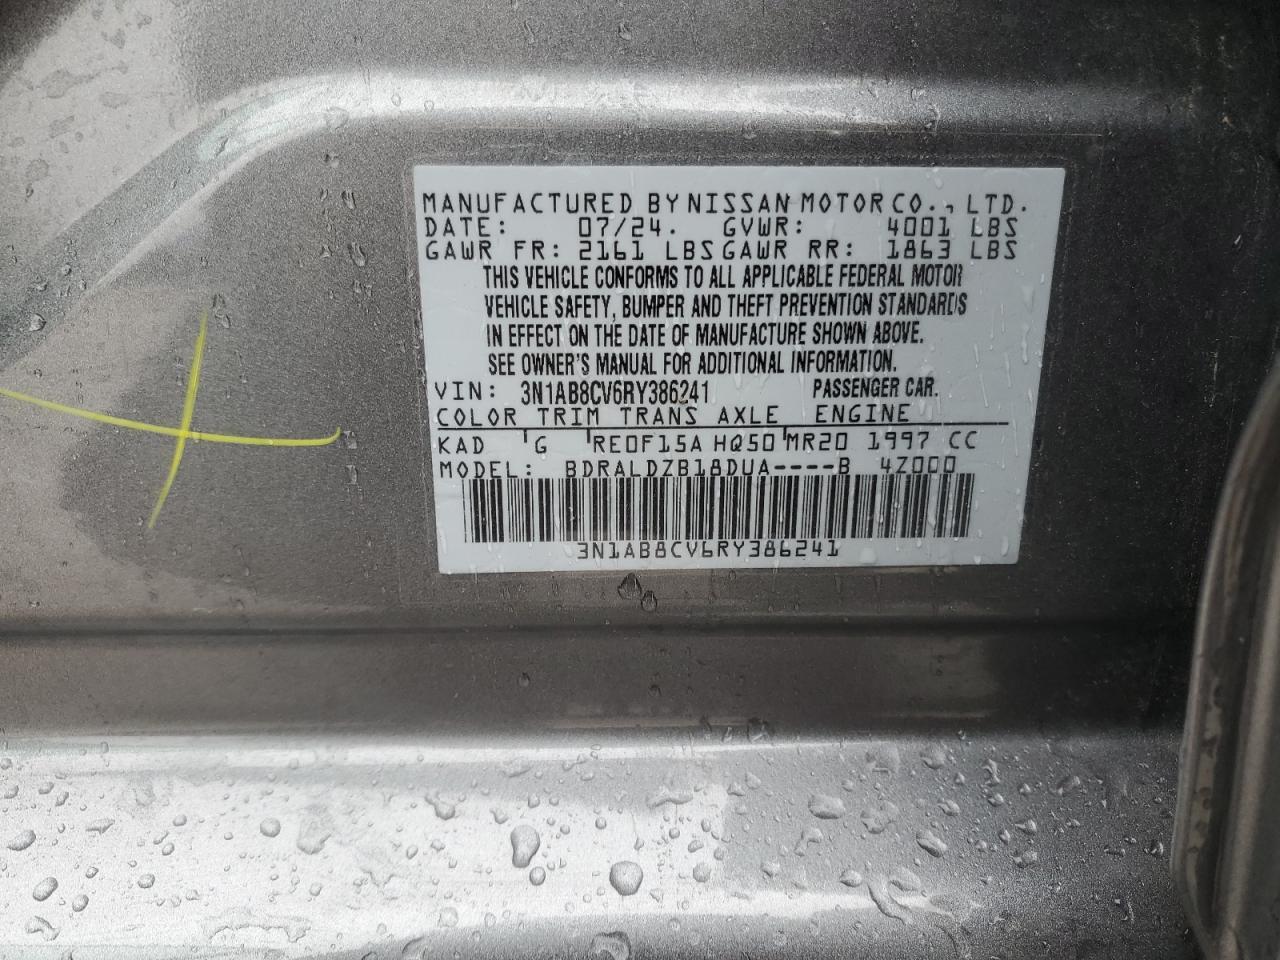 MANUFACTURED BY NISSAN MOTOR CO., LTD.
DATE: 07/24. GVWR: 4001 LBS
GAWR FR: 2161 LBS GAWR RR: 1863 LBS
THIS VEHICLE CONFORMS TO ALL APPLICABLE FEDERAL MOTOR
VEHICLE SAFETY, BUMPER AND THEFT PREVENTION STANDARDS
IN EFFECT ON THE DATE OF MANUFACTURE SHOWN ABOVE.
SEE OWNER'S MANUAL FOR ADDITIONAL INFORMATION.
VIN: 3N1AB8CV6RY386241 PASSENGER CAR.
COLOR TRIM TRANS AXLE ENGINE
KAD G RE0F15A HQ50 MR20 1997 CC
MODEL: BDRALDZB18DUA----B 4Z000
3N1AB8CV6RY386241